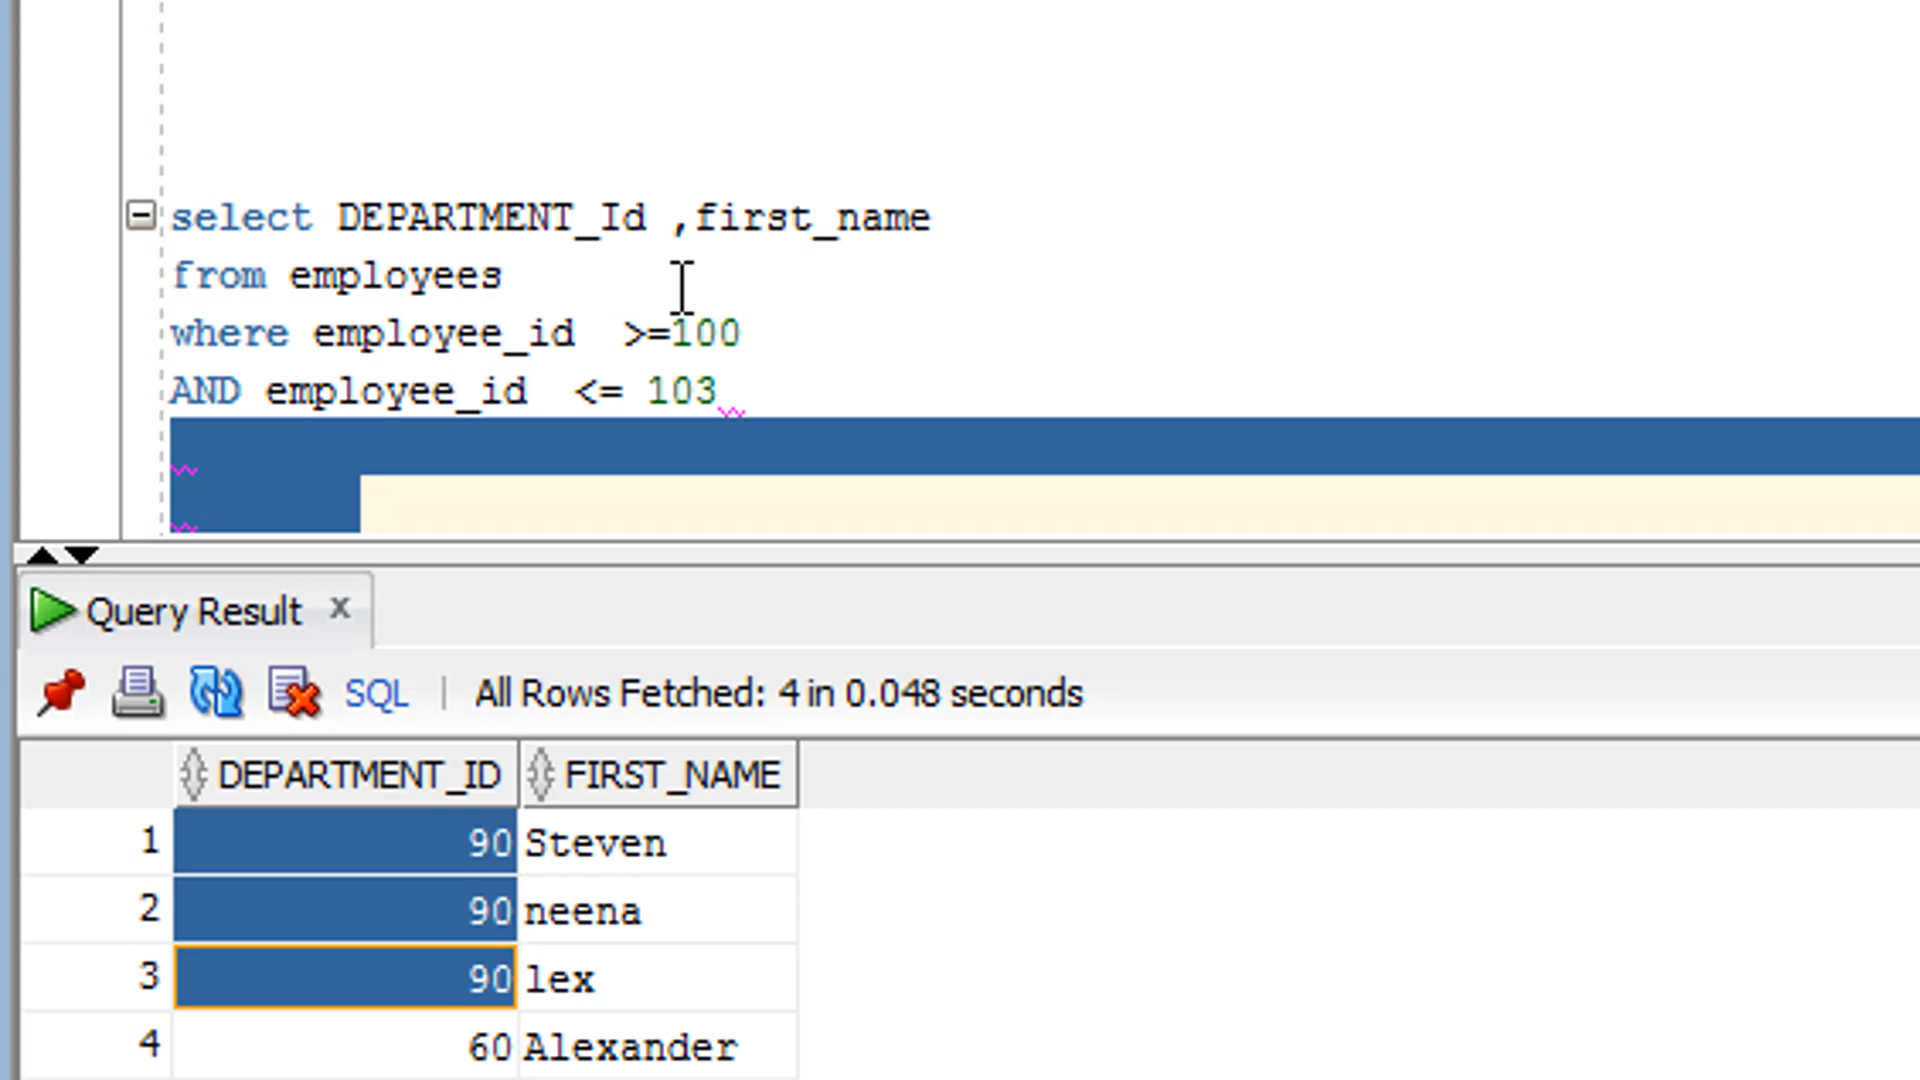 select DEPARTMENT_Id ,first_name
from employees
where employee_id  >=100
AND employee_id  <= 103
Query Result x
SQL | All Rows Fetched: 4 in 0.048 seconds
DEPARTMENT_ID FIRST_NAME
1 90 Steven
2 90 neena
3 90 lex
4 60 Alexander